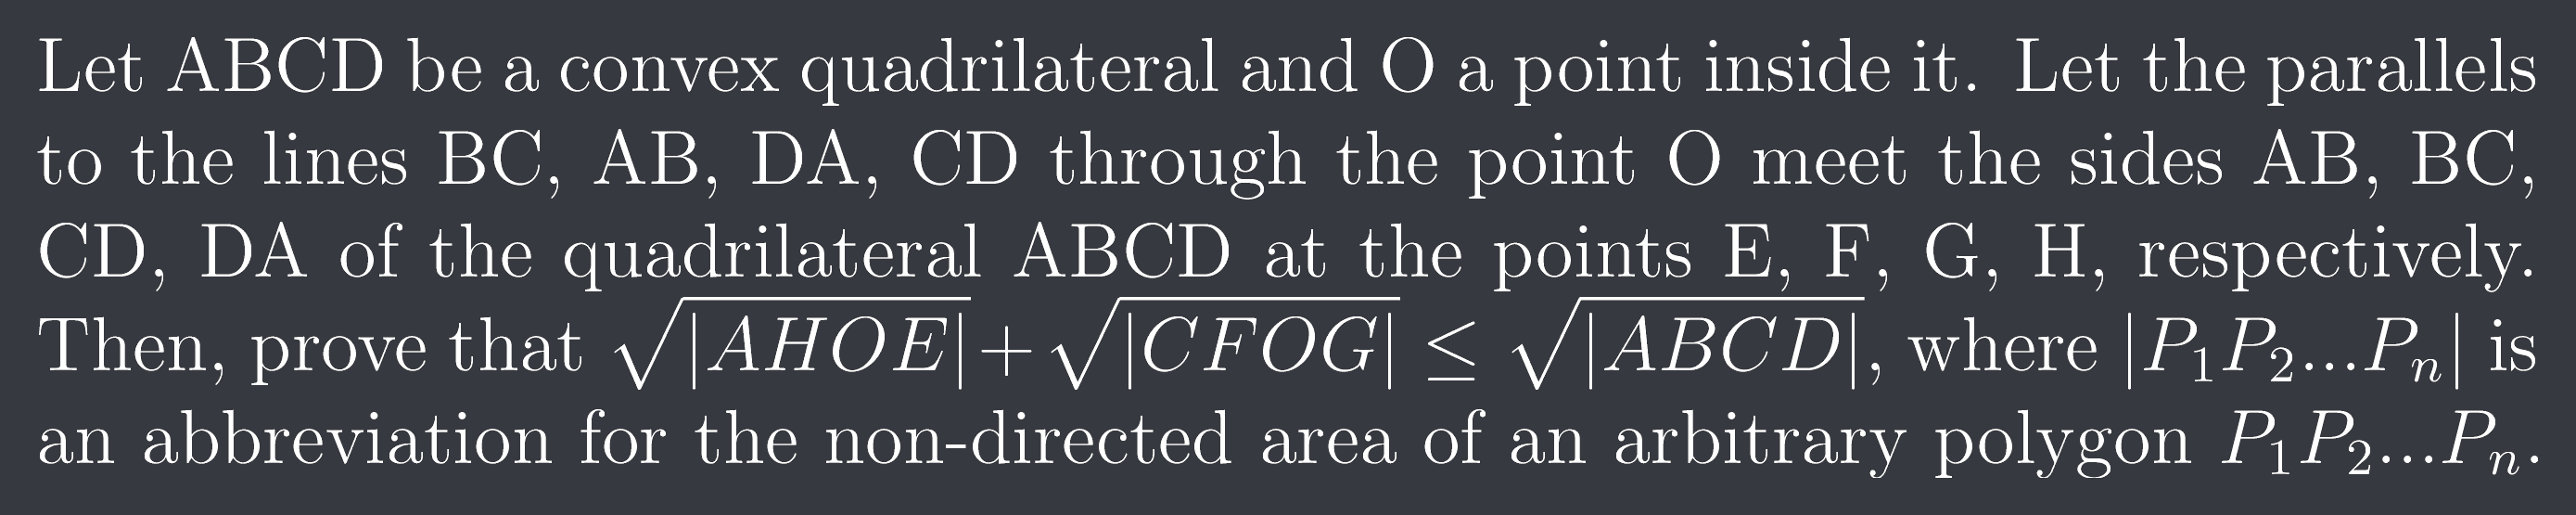 Let ABCD be a convex quadrilateral and O a point inside it. Let the parallels
to the lines BC, AB, DA, CD through the point O meet the sides AB, BC,
CD, DA of the quadrilateral ABCD at the points E, F, G, H, respectively.
Then, prove that √|AHOE| + √|CFOG| ≤ √|ABCD|, where |P₁P₂...Pₙ| is
an abbreviation for the non-directed area of an arbitrary polygon P₁P₂...Pₙ.